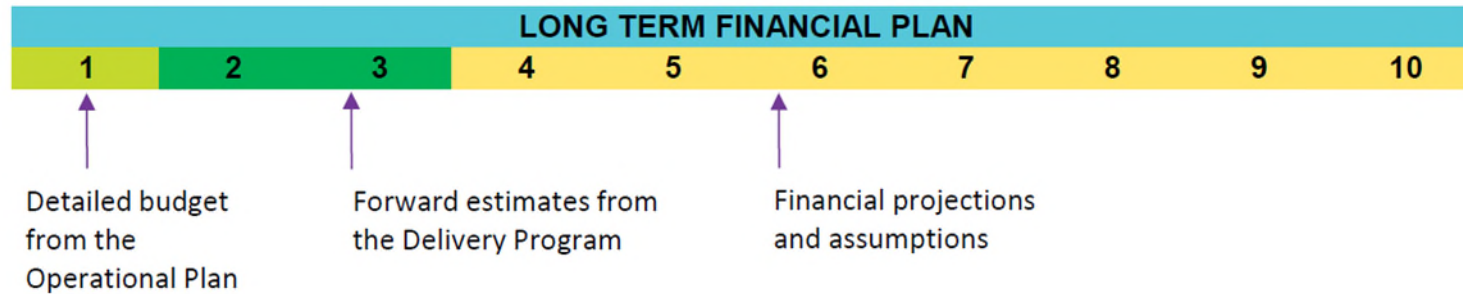 LONG TERM FINANCIAL PLAN
1 2 3 4 5 6 7 8 9 10
Detailed budget
from the
Operational Plan
Forward estimates from
the Delivery Program
Financial projections
and assumptions